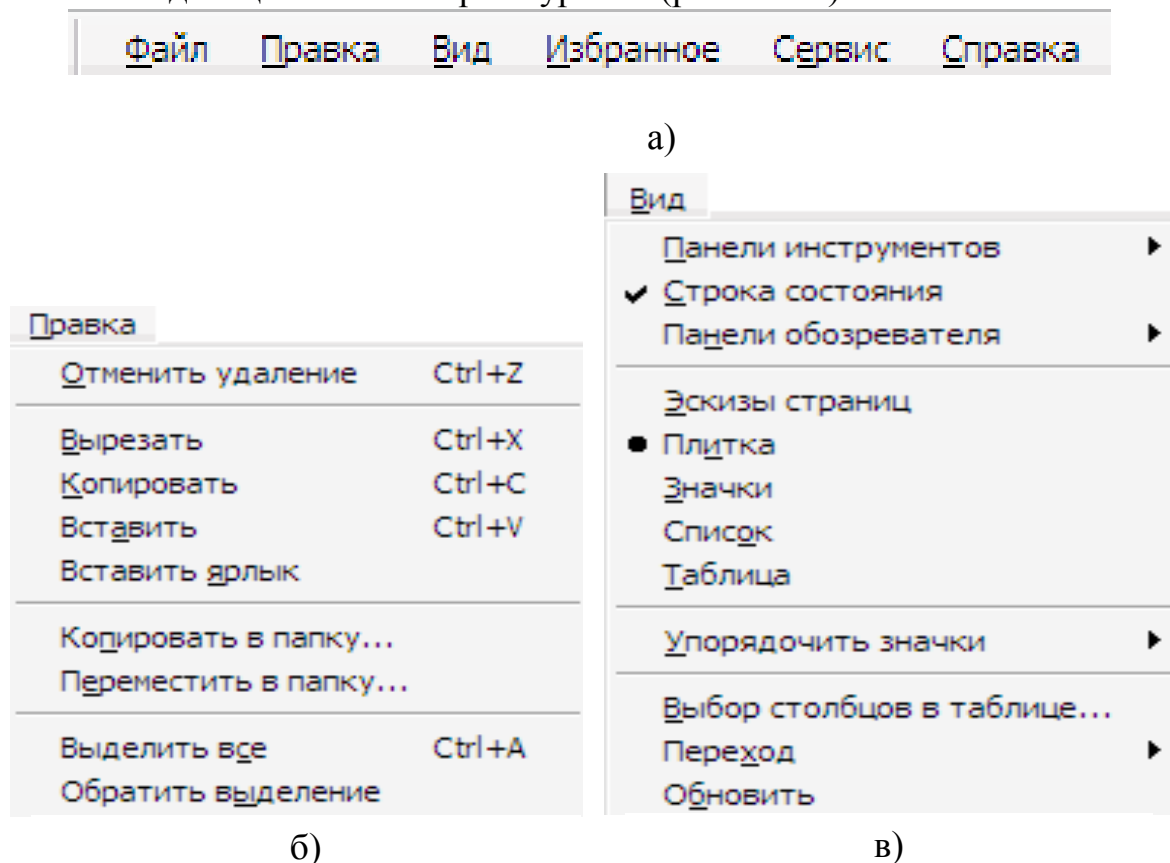 Файл Правка Вид Избранное Сервис Справка
а)
Правка
Отменить удаление Ctrl+Z
Вырезать Ctrl+X
Копировать Ctrl+C
Вставить Ctrl+V
Вставить ярлык
Копировать в папку...
Переместить в папку...
Выделить все Ctrl+A
Обратить выделение
б)
Вид
Панели инструментов
Строка состояния
Панели обозревателя
Эскизы страниц
Плитка
Значки
Список
Таблица
Упорядочить значки
Выбор столбцов в таблице...
Переход
Обновить
в)